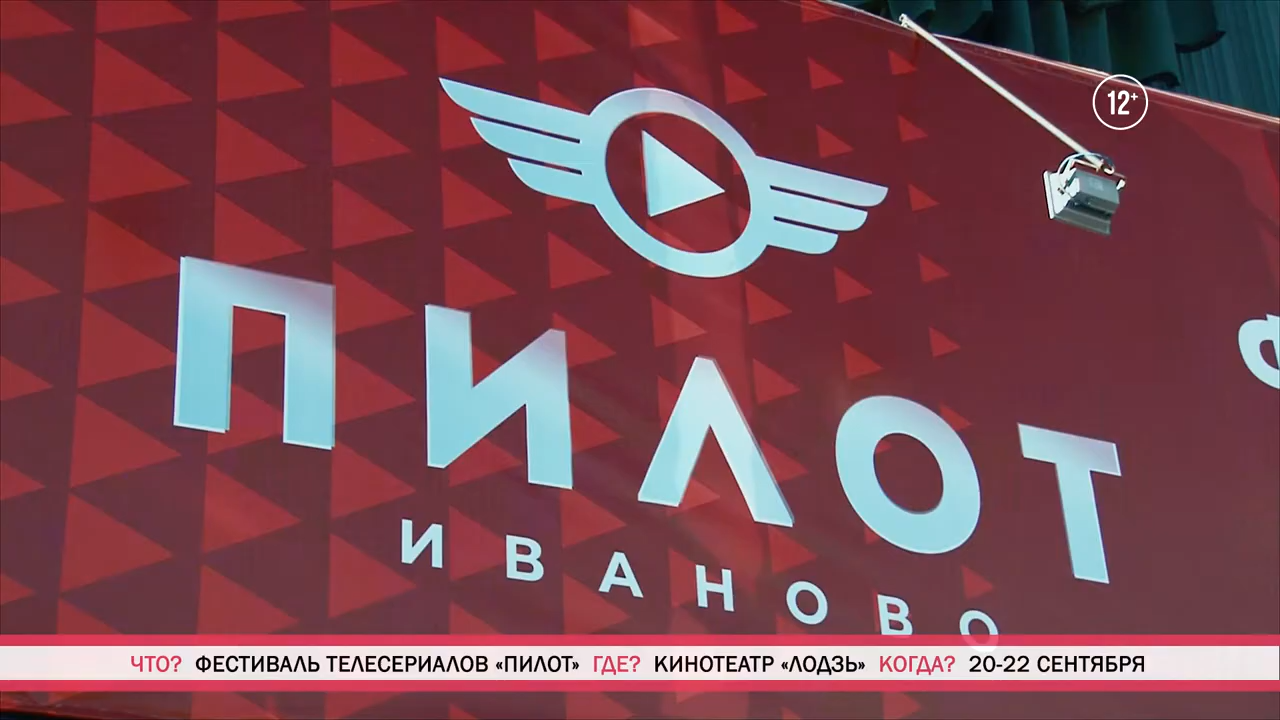 12+
ПИЛОТ
ИВАНОВО
ЧТО? ФЕСТИВАЛЬ ТЕЛЕСЕРИАЛОВ «ПИЛОТ» ГДЕ? КИНОТЕАТР «ЛОДЗЬ» КОГДА? 20-22 СЕНТЯБРЯ